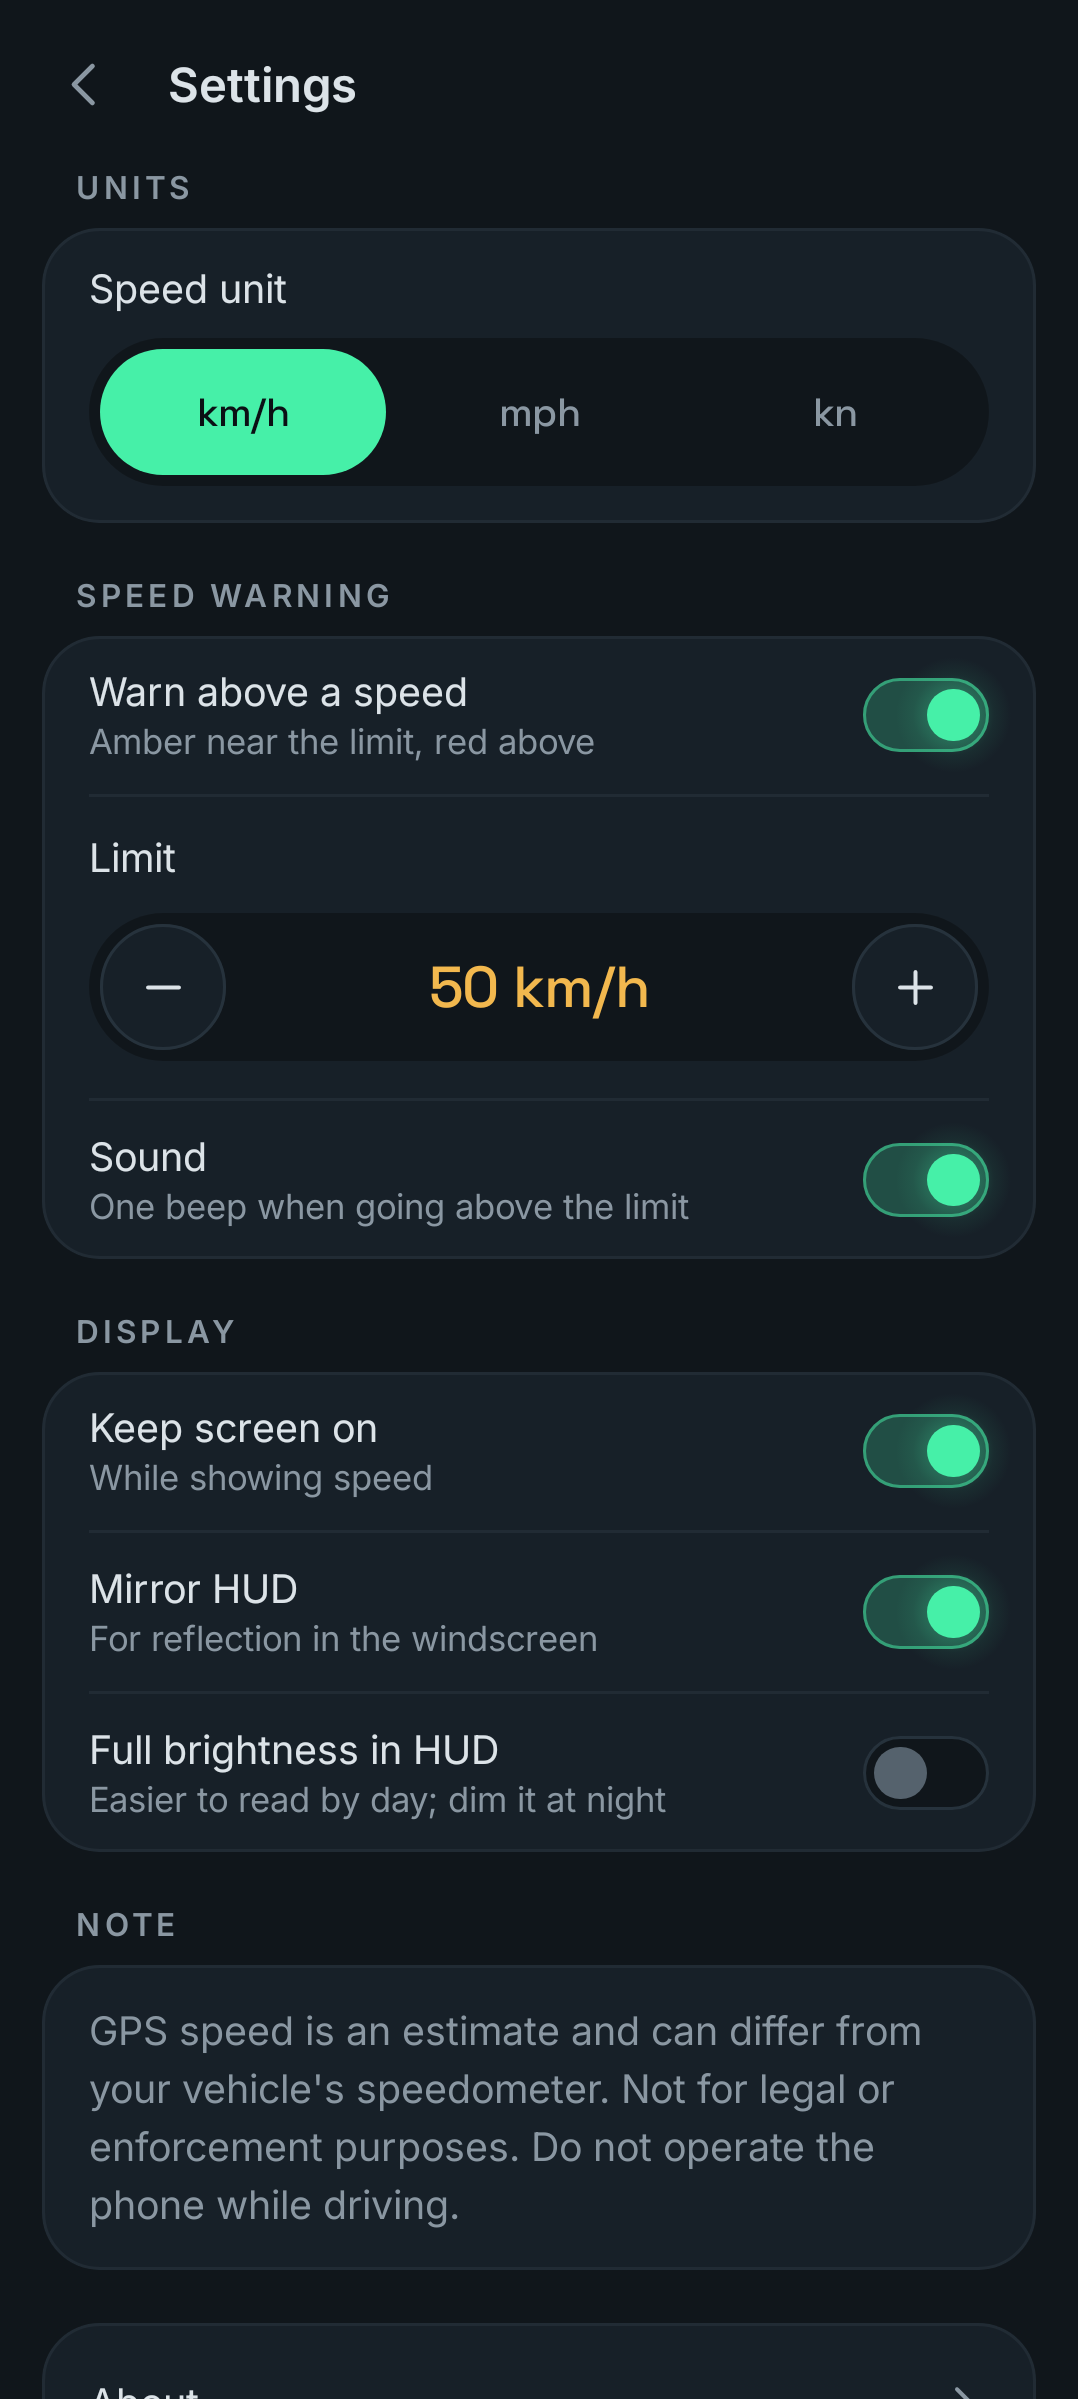 Settings
UNITS
Speed unit
km/h mph kn
SPEED WARNING
Warn above a speed
Amber near the limit, red above
Limit
− 50 km/h +
Sound
One beep when going above the limit
DISPLAY
Keep screen on
While showing speed
Mirror HUD
For reflection in the windscreen
Full brightness in HUD
Easier to read by day; dim it at night
NOTE
GPS speed is an estimate and can differ from
your vehicle's speedometer. Not for legal or
enforcement purposes. Do not operate the
phone while driving.
About